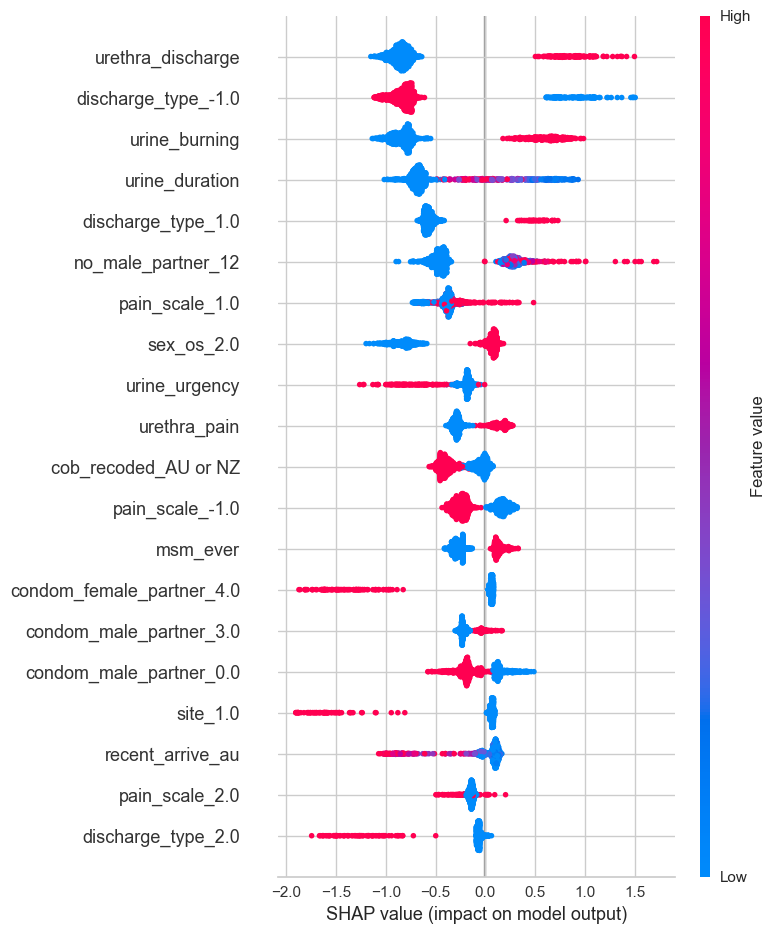 High
urethra_discharge
discharge_type_-1.0
urine_burning
urine_duration
discharge_type_1.0
no_male_partner_12
pain_scale_1.0
sex_os_2.0
urine_urgency
urethra_pain
cob_recoded_AU or NZ
pain_scale_-1.0
msm_ever
condom_female_partner_4.0
condom_male_partner_3.0
condom_male_partner_0.0
site_1.0
recent_arrive_au
pain_scale_2.0
discharge_type_2.0
Feature value
Low
−2.0 −1.5 −1.0 −0.5 0.0 0.5 1.0 1.5
SHAP value (impact on model output)